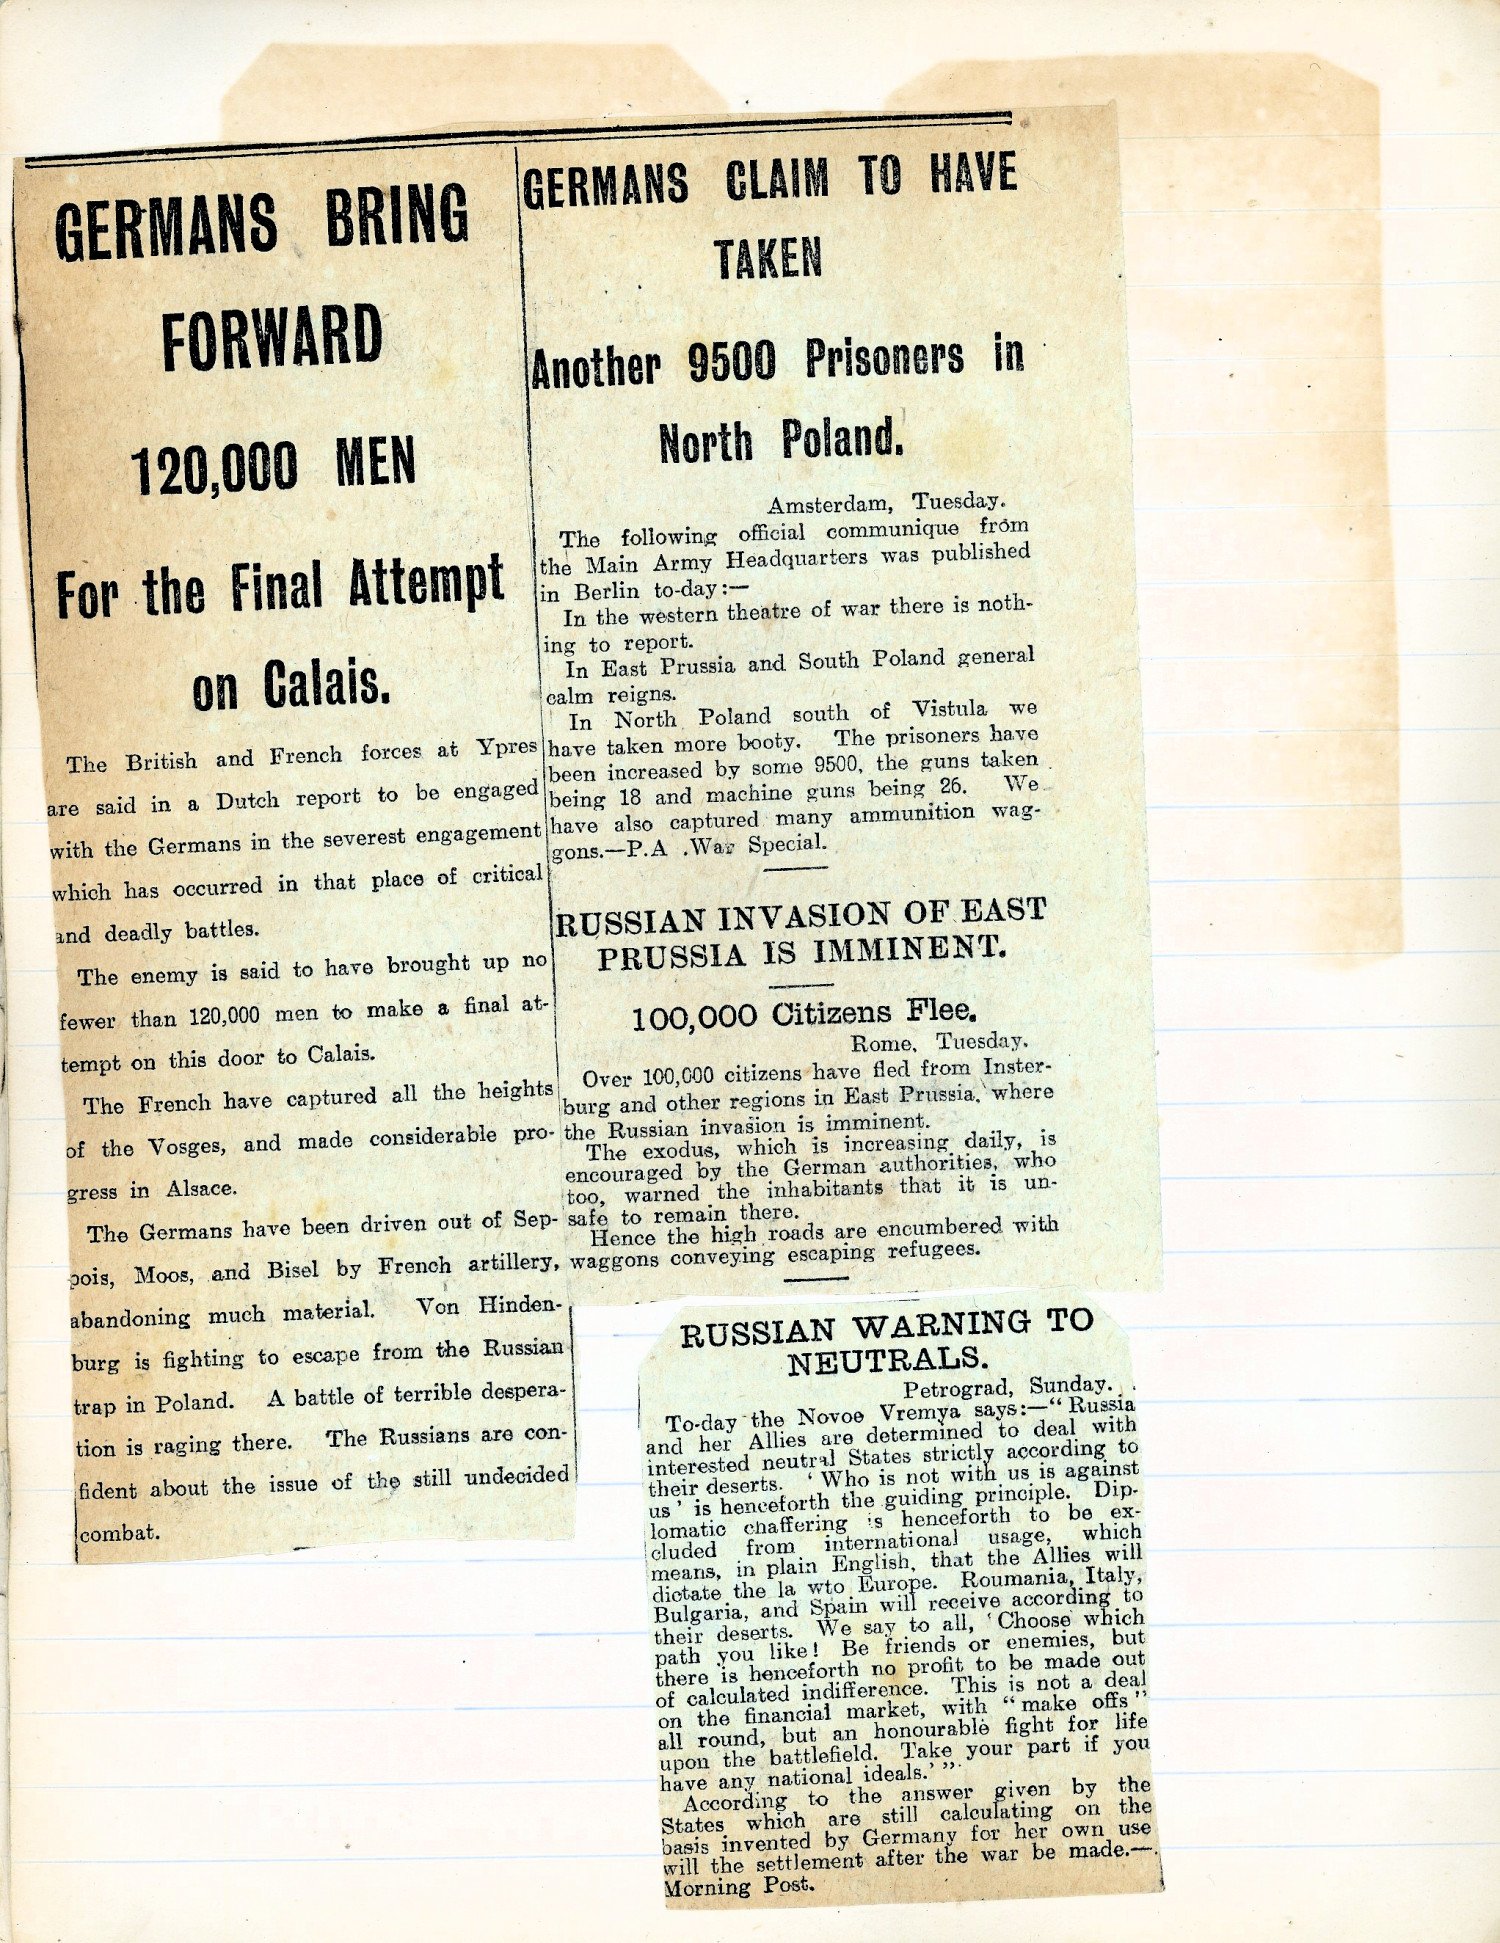 GERMANS BRING
FORWARD
120,000 MEN
For the Final Attempt
on Calais.
The British and French forces at Ypres
are said in a Dutch report to be engaged
with the Germans in the severest engagement
which has occurred in that place of critical
and deadly battles.
The enemy is said to have brought up no
fewer than 120,000 men to make a final at-
tempt on this door to Calais.
The French have captured all the heights
of the Vosges, and made considerable pro-
gress in Alsace.
The Germans have been driven out of Sep-
pois, Moos, and Bisel by French artillery,
abandoning much material. Von Hinden-
burg is fighting to escape from the Russian
trap in Poland. A battle of terrible despera-
tion is raging there. The Russians are con-
fident about the issue of the still undecided
combat.
GERMANS CLAIM TO HAVE
TAKEN
Another 9500 Prisoners in
North Poland.
Amsterdam, Tuesday.
The following official communique from
the Main Army Headquarters was published
in Berlin to-day:—
In the western theatre of war there is noth-
ing to report.
In East Prussia and South Poland general
calm reigns.
In North Poland south of Vistula we
have taken more booty. The prisoners have
been increased by some 9500, the guns taken
being 18 and machine guns being 26. We
have also captured many ammunition wag-
gons.—P.A .War Special.
RUSSIAN INVASION OF EAST
PRUSSIA IS IMMINENT.
100,000 Citizens Flee.
Rome, Tuesday.
Over 100,000 citizens have fled from Inster-
burg and other regions in East Prussia, where
the Russian invasion is imminent.
The exodus, which is increasing daily, is
encouraged by the German authorities, who
too, warned the inhabitants that it is un-
safe to remain there.
Hence the high roads are encumbered with
waggons conveying escaping refugees.
RUSSIAN WARNING TO
NEUTRALS.
Petrograd, Sunday.
To-day the Novoe Vremya says:—"Russia
and her Allies are determined to deal with
interested neutral States strictly according to
their deserts. 'Who is not with us is against
us' is henceforth the guiding principle. Dip-
lomatic chaffering is henceforth to be ex-
cluded from international usage, which
means, in plain English, that the Allies will
dictate the la wto Europe. Roumania, Italy,
Bulgaria, and Spain will receive according to
their deserts. We say to all, 'Choose which
path you like! Be friends or enemies, but
there is henceforth no profit to be made out
of calculated indifference. This is not a deal
on the financial market, with "make offs"
all round, but an honourable fight for life
upon the battlefield. Take your part if you
have any national ideals.'"
According to the answer given by the
States which are still calculating on the
basis invented by Germany for her own use
will the settlement after the war be made.—
Morning Post.